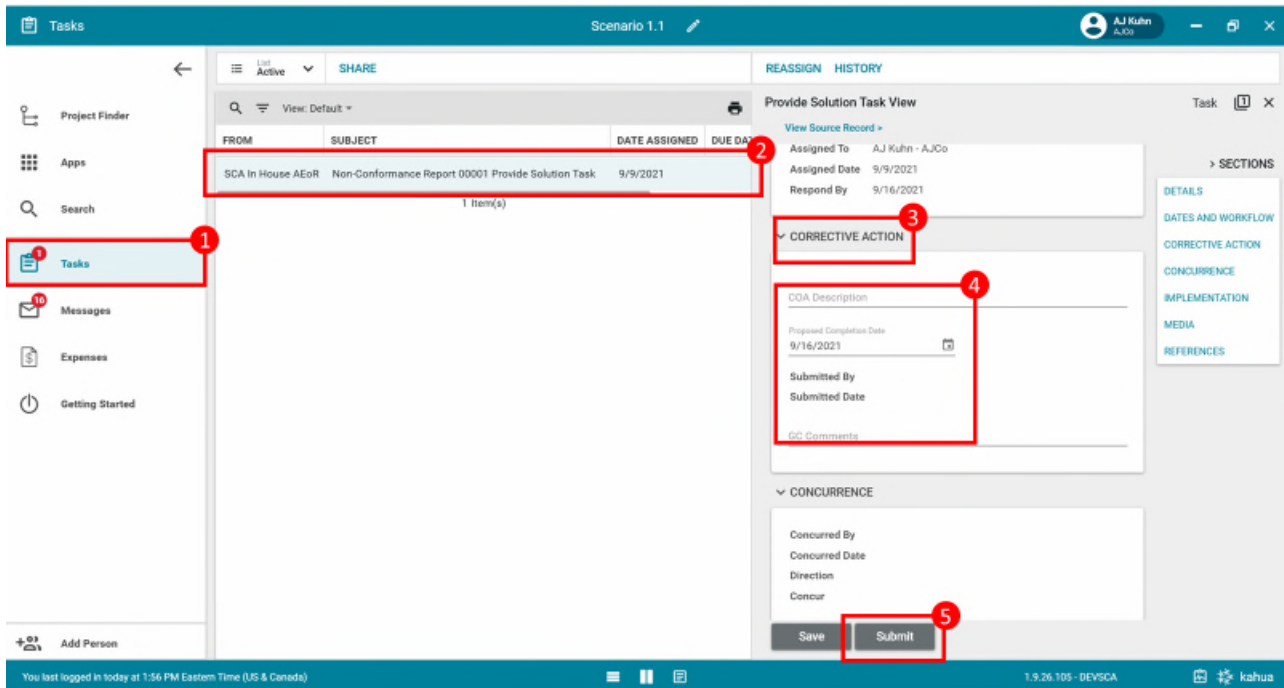 Tasks
Scenario 1.1
AJ Kuhn
AJCo
List
Active
SHARE
REASSIGN HISTORY
Project Finder
Apps
Search
1
Tasks
1
16
Messages
Expenses
Getting Started
Add Person
View: Default
FROM SUBJECT DATE ASSIGNED DUE DA
2
SCA In House AEoR Non-Conformance Report 00001 Provide Solution Task 9/9/2021
1 Item(s)
Provide Solution Task View
Task 1
View Source Record »
Assigned To AJ Kuhn - AJCo
Assigned Date 9/9/2021
Respond By 9/16/2021
3
CORRECTIVE ACTION
4
COA Description
Proposed Completion Date
9/16/2021
Submitted By
Submitted Date
GC Comments
CONCURRENCE
Concurred By
Concurred Date
Direction
Concur
5
Save Submit
> SECTIONS
DETAILS
DATES AND WORKFLOW
CORRECTIVE ACTION
CONCURRENCE
IMPLEMENTATION
MEDIA
REFERENCES
You last logged in today at 1:56 PM Eastern Time (US & Canada)
1.9.26.105 - DEVSCA
kahua